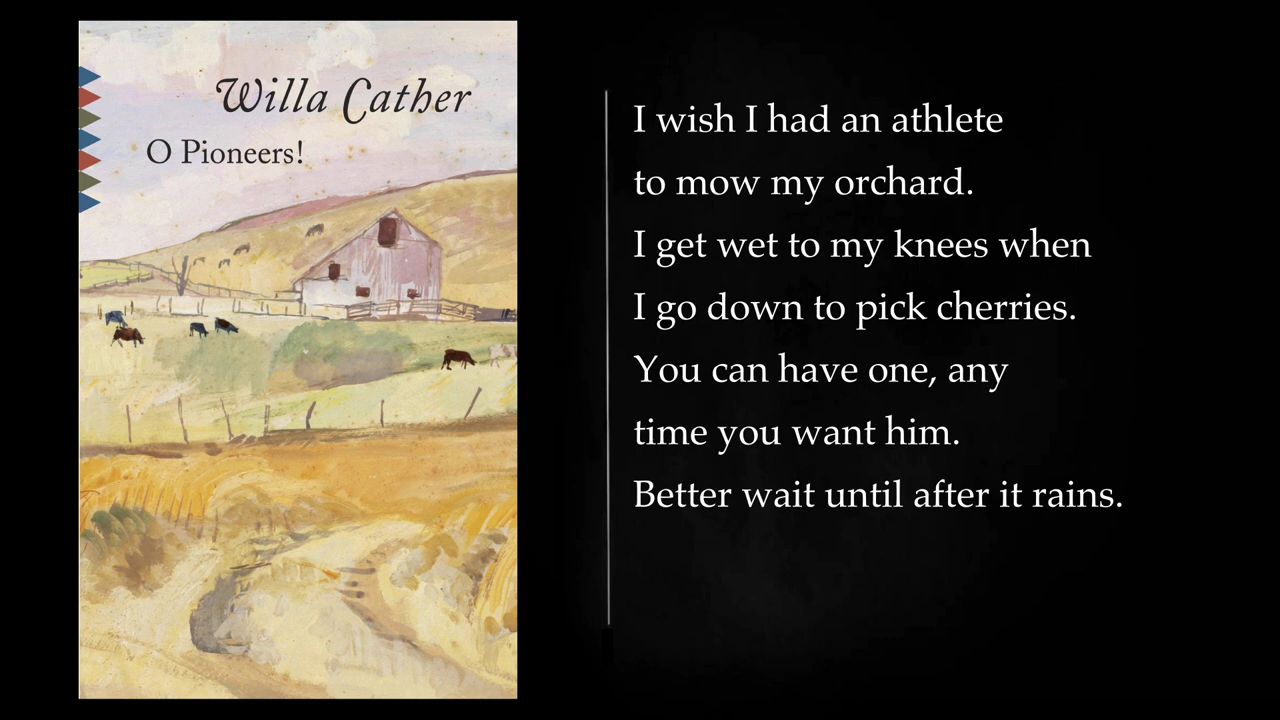 Willa Cather
O Pioneers!
I wish I had an athlete
to mow my orchard.
I get wet to my knees when
I go down to pick cherries.
You can have one, any
time you want him.
Better wait until after it rains.